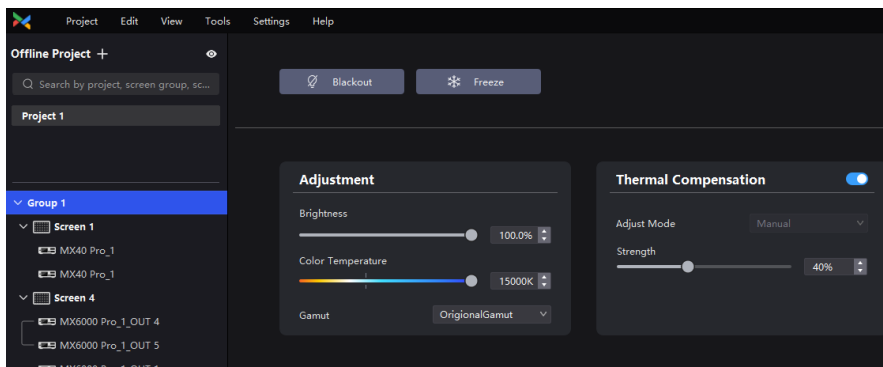 Project Edit View Tools Settings Help
Offline Project +
Search by project, screen group, sc...
Project 1
Group 1
Screen 1
MX40 Pro_1
MX40 Pro_1
Screen 4
MX6000 Pro_1_OUT 4
MX6000 Pro_1_OUT 5
Blackout Freeze
Adjustment
Brightness
100.0%
Color Temperature
15000K
Gamut OrigionalGamut
Thermal Compensation
Adjust Mode Manual
Strength
40%